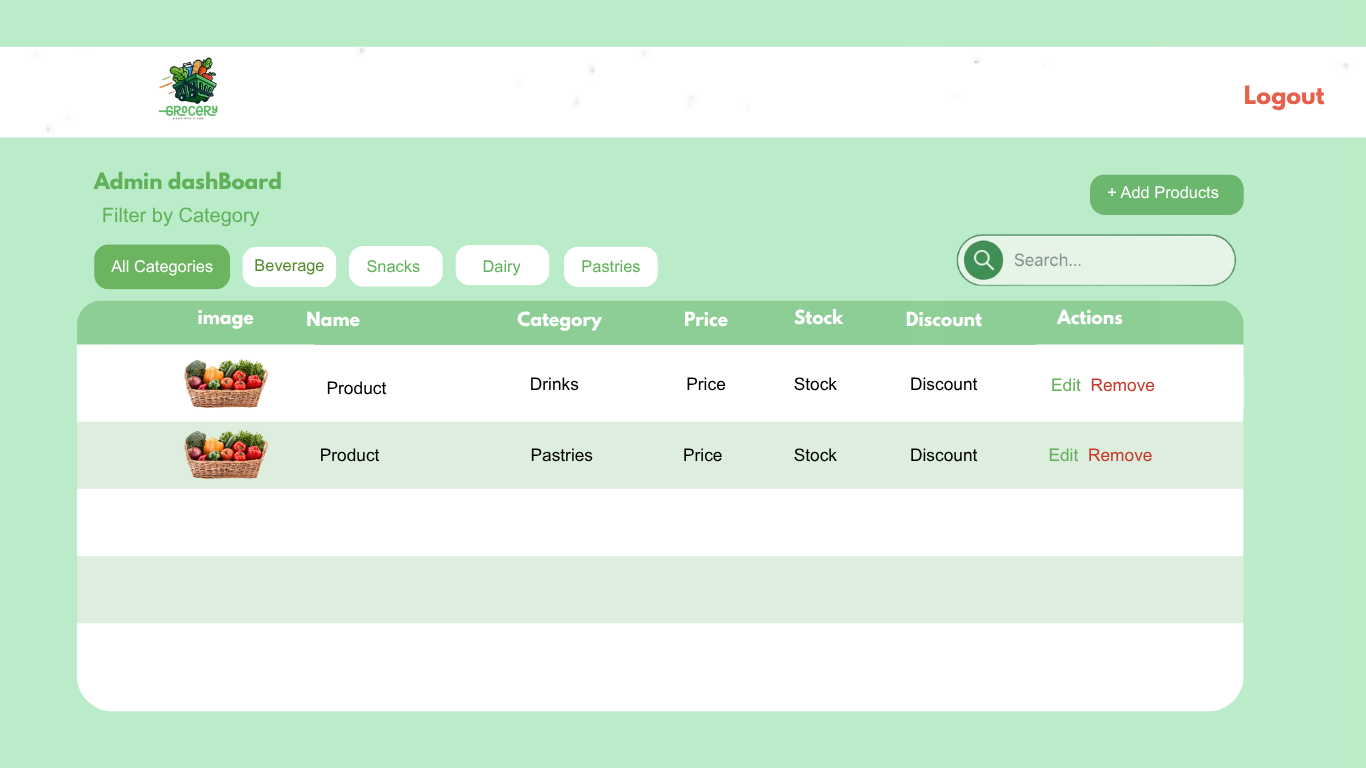 GROCERY
Logout
Admin dashBoard
+ Add Products
Filter by Category
All Categories Beverage Snacks Dairy Pastries
Search...
image Name Category Price Stock Discount Actions
Product Drinks Price Stock Discount Edit Remove
Product Pastries Price Stock Discount Edit Remove